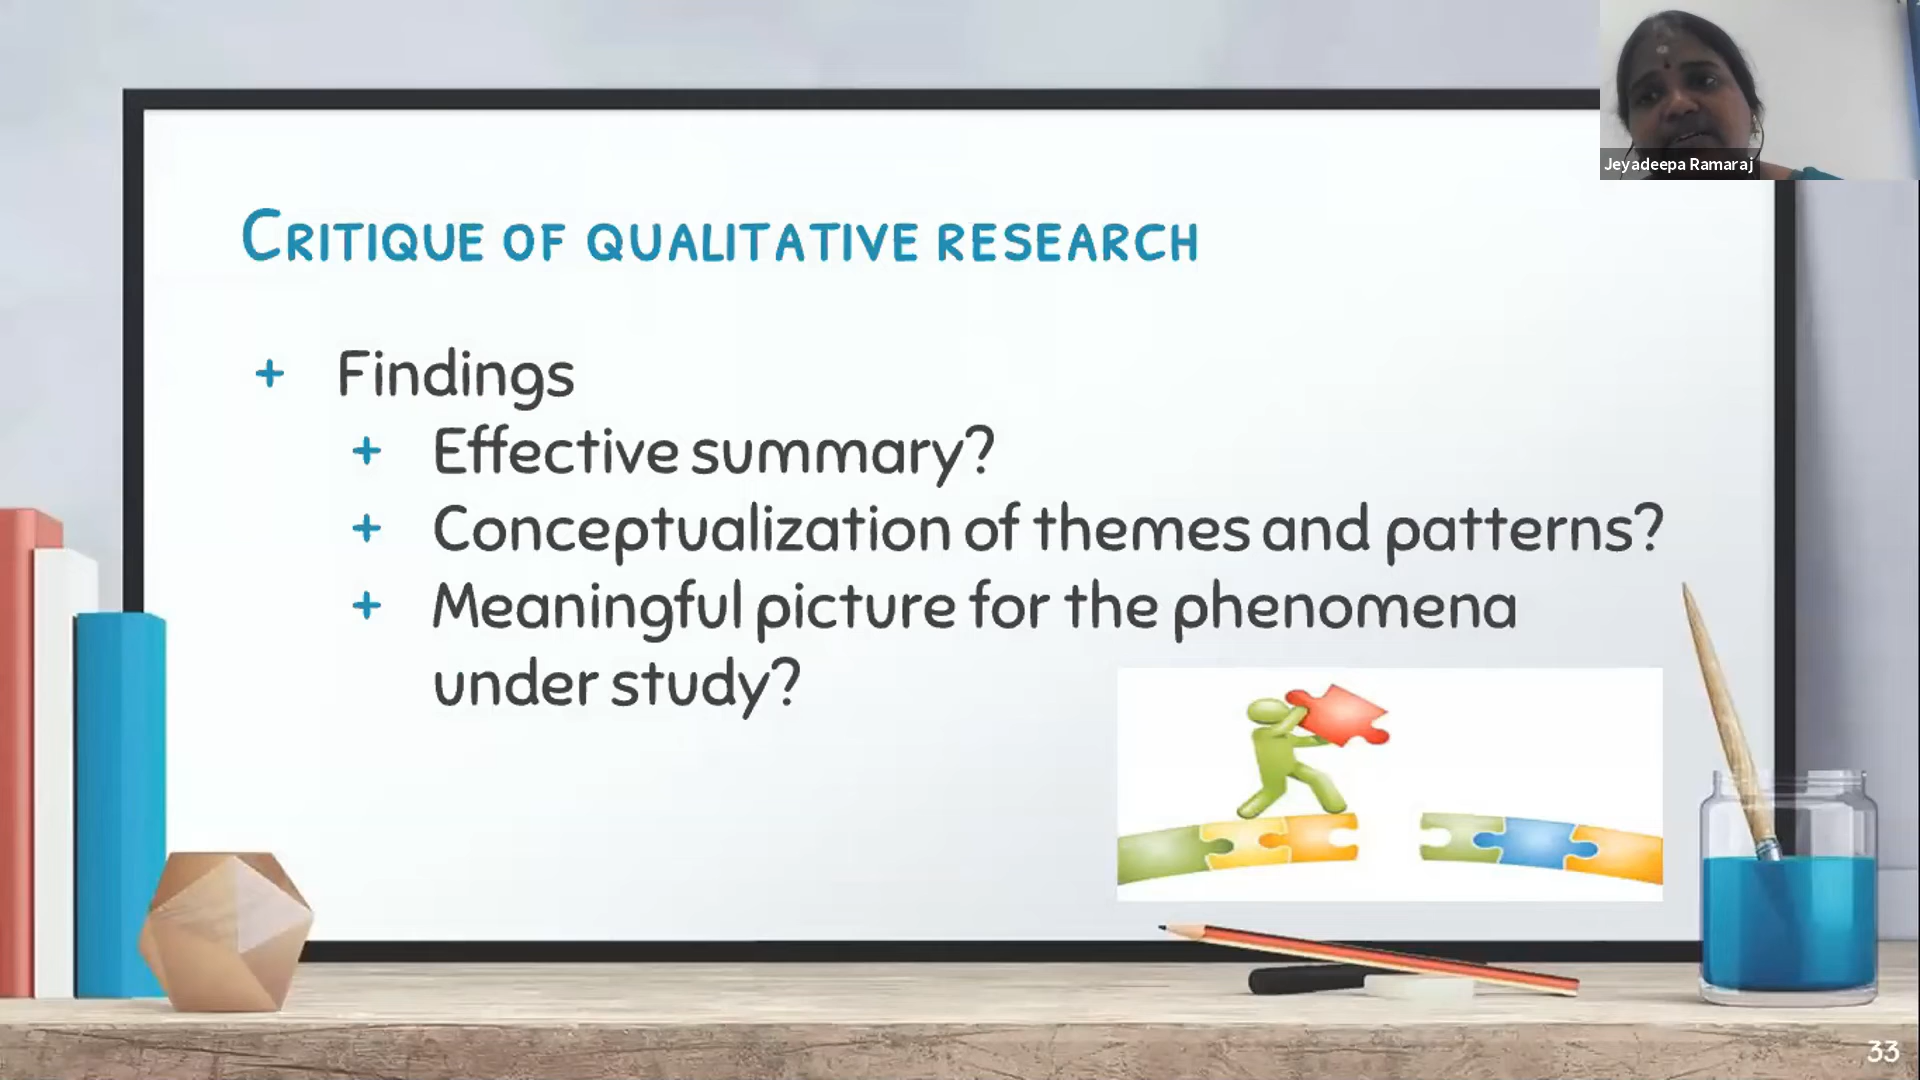 Jeyadeepa Ramaraj
Critique of qualitative research
+ Findings
+ Effective summary?
+ Conceptualization of themes and patterns?
+ Meaningful picture for the phenomena
under study?
33